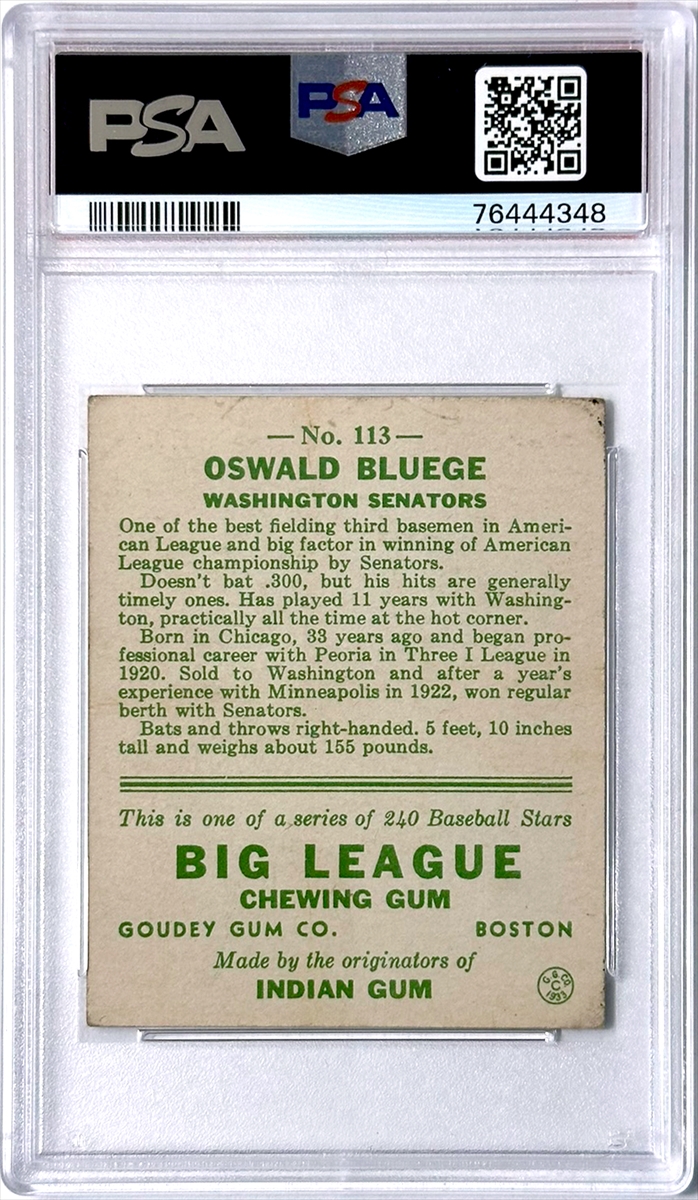 PSA
PSA
76444348
—No. 113—
OSWALD BLUEGE
WASHINGTON SENATORS
One of the best fielding third basemen in Ameri-
can League and big factor in winning of American
League championship by Senators.
Doesn't bat .300, but his hits are generally
timely ones. Has played 11 years with Washing-
ton, practically all the time at the hot corner.
Born in Chicago, 33 years ago and began pro-
fessional career with Peoria in Three I League in
1920. Sold to Washington and after a year's
experience with Minneapolis in 1922, won regular
berth with Senators.
Bats and throws right-handed. 5 feet, 10 inches
tall and weighs about 155 pounds.
This is one of a series of 240 Baseball Stars
BIG LEAGUE
CHEWING GUM
GOUDEY GUM CO. BOSTON
Made by the originators of
INDIAN GUM
G. G. CO.
C
1933